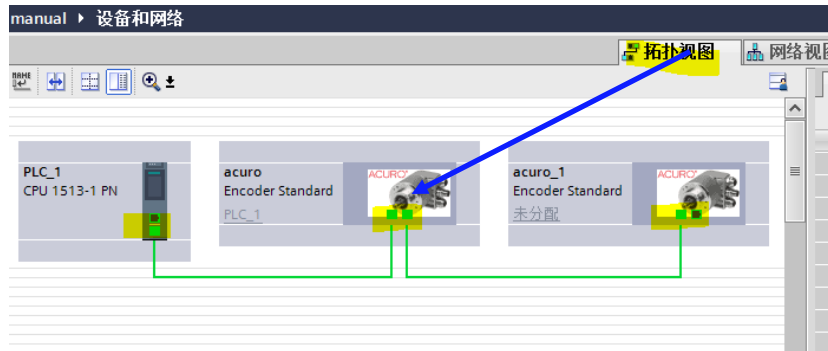 manual ▸ 设备和网络
拓扑视图
网络视图
NAME
PLC_1
CPU 1513-1 PN
acuro
Encoder Standard
PLC_1
ACURO
acuro_1
Encoder Standard
未分配
ACURO